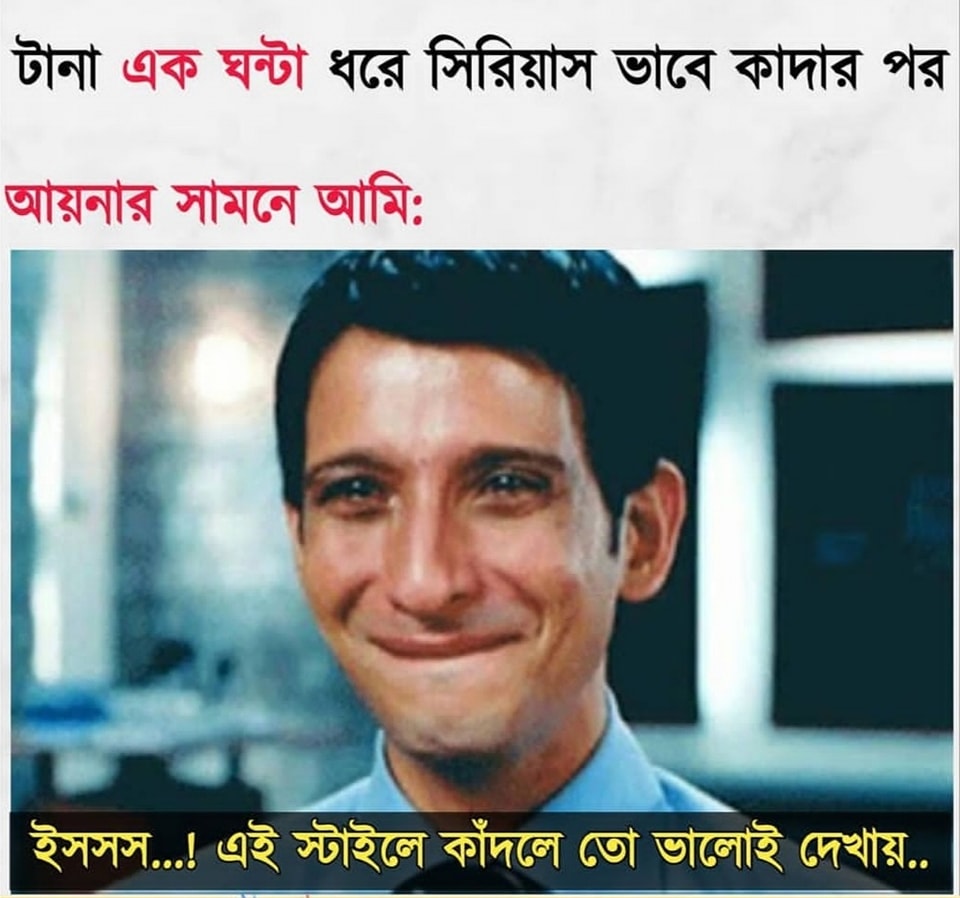 টানা এক ঘন্টা ধরে সিরিয়াস ভাবে কাদার পর
আয়নার সামনে আমি:
ইসসস...! এই স্টাইলে কাঁদলে তো ভালোই দেখায়..